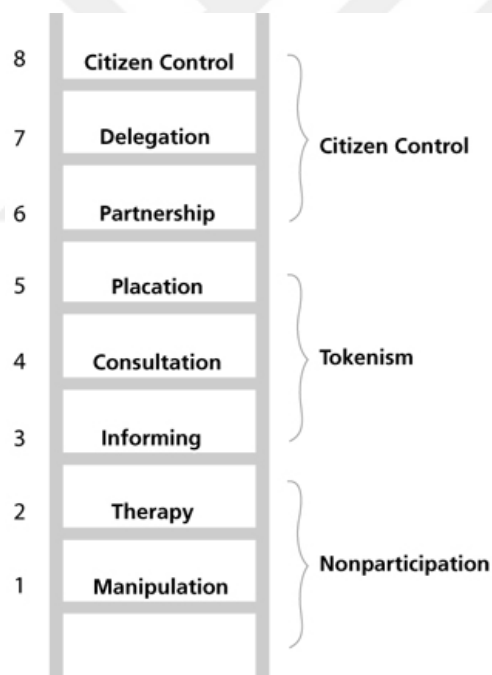 8 Citizen Control
7 Delegation
Citizen Control
6 Partnership
5 Placation
4 Consultation
Tokenism
3 Informing
2 Therapy
Nonparticipation
1 Manipulation